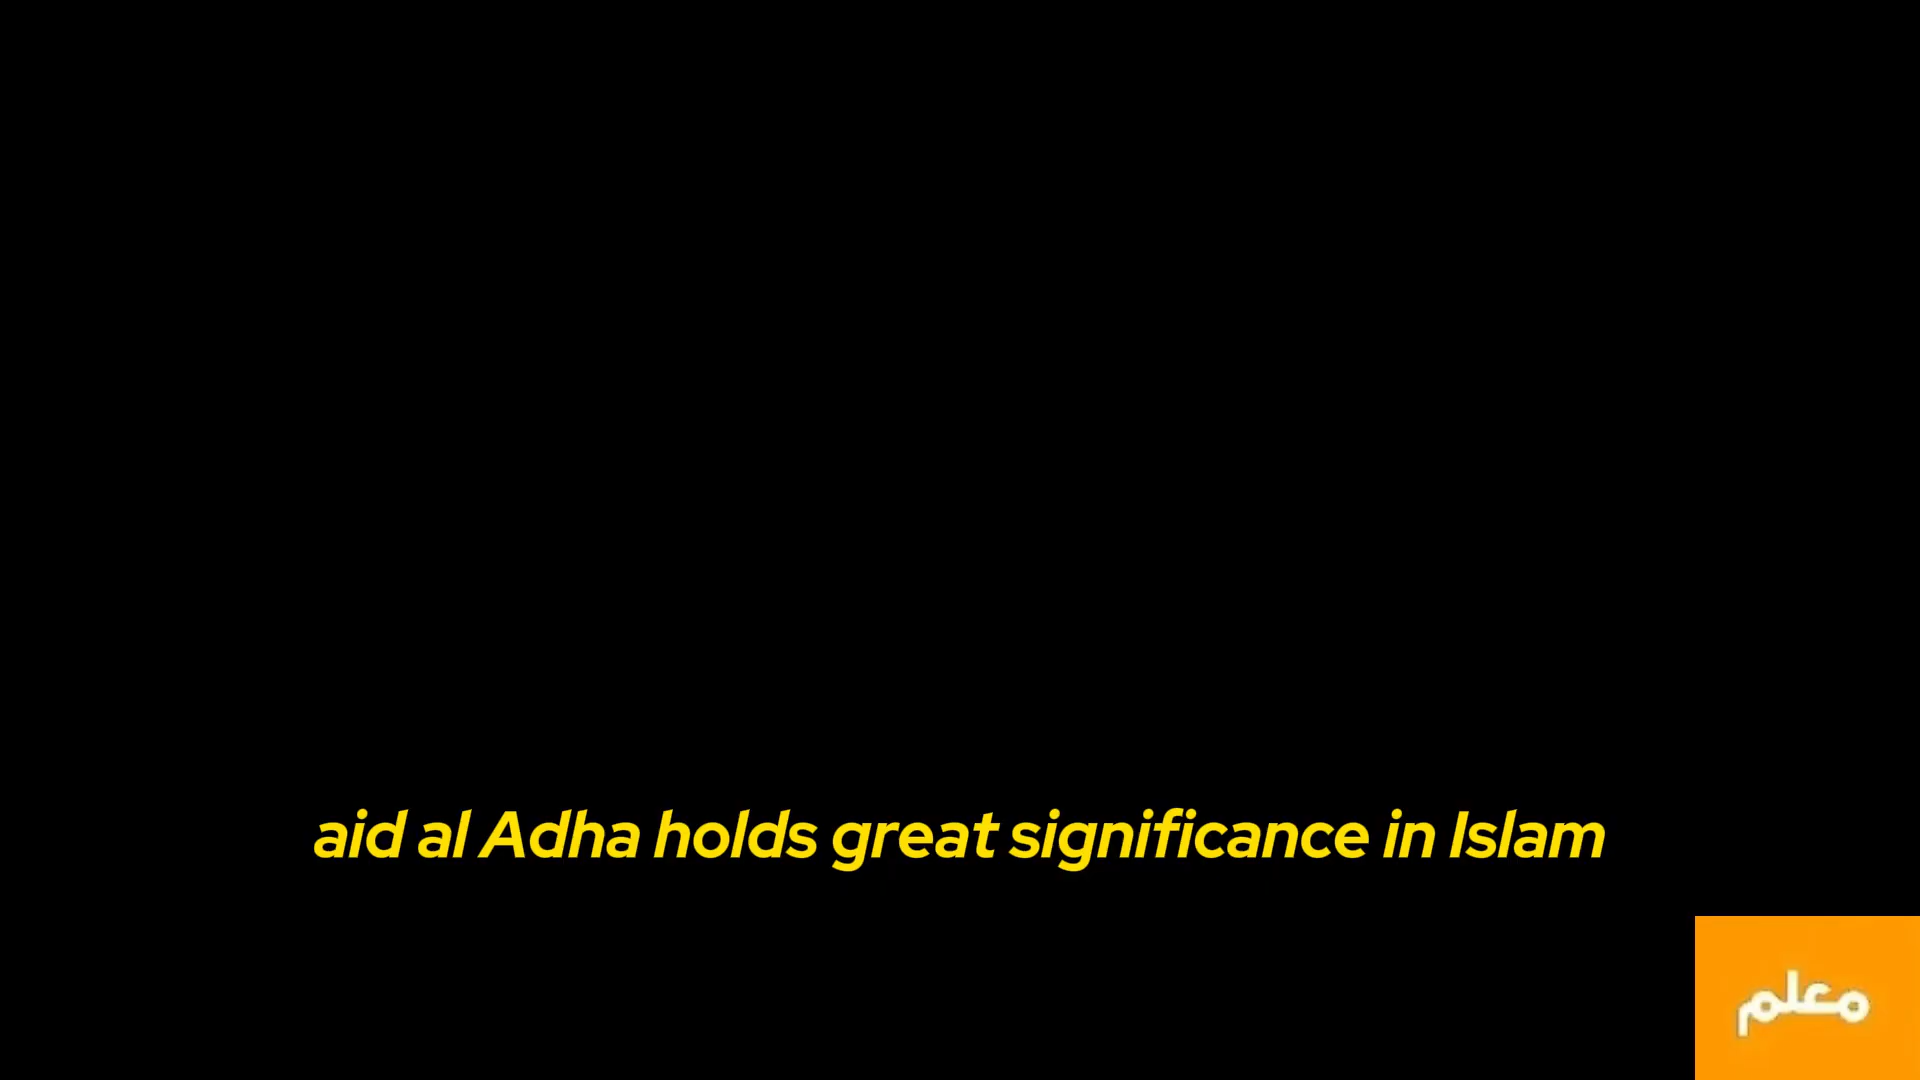 aid al Adha holds great significance in Islam
معلم